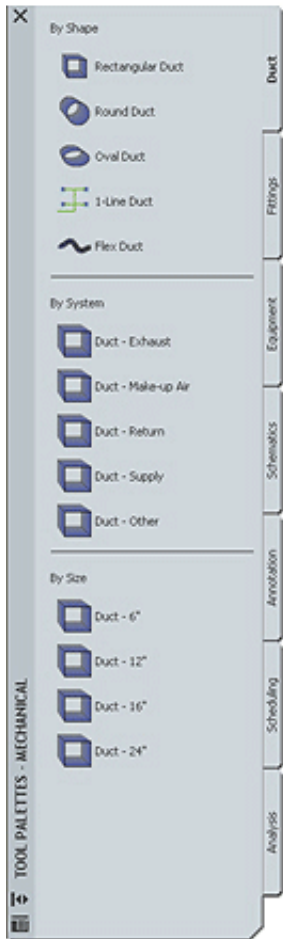 By Shape
Rectangular Duct
Round Duct
Oval Duct
1-Line Duct
Flex Duct
By System
Duct - Exhaust
Duct - Make-up Air
Duct - Return
Duct - Supply
Duct - Other
By Size
Duct - 6"
Duct - 12"
Duct - 16"
Duct - 24"
Duct
Fittings
Equipment
Schematics
Annotation
Scheduling
Analysis
TOOL PALETTES - MECHANICAL